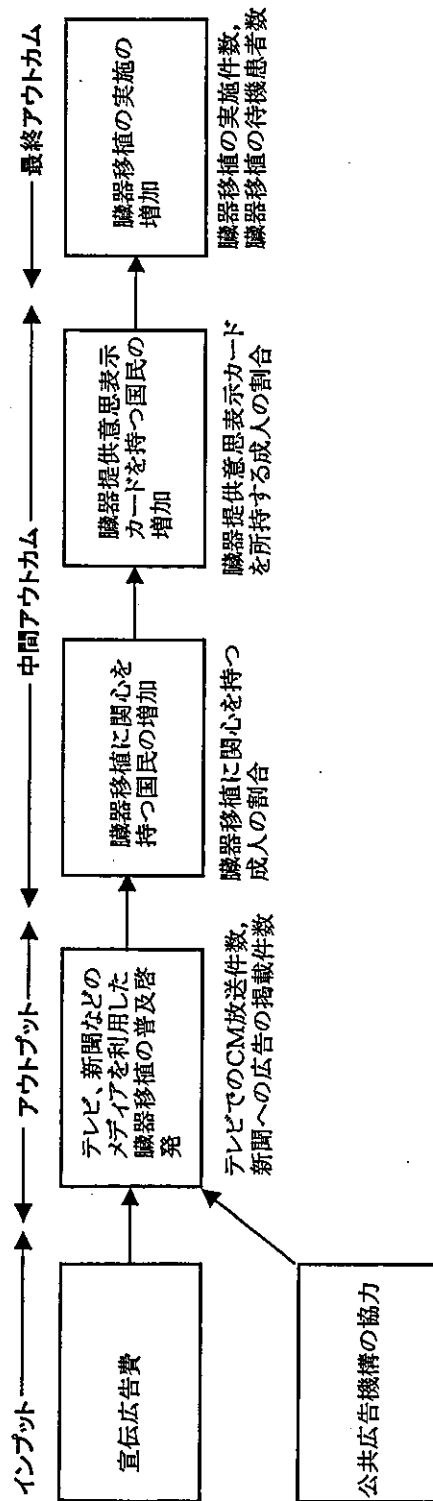 インプット
アウトプット
中間アウトカム
最終アウトカム
宣伝広告費
公共広告機構の協力
テレビ、新聞などの
メディアを利用した
臓器移植の普及啓
発
テレビでのCM放送件数,
新聞への広告の掲載件数
臓器移植に関心を
持つ国民の増加
臓器移植に関心を持つ
成人の割合
臓器提供意思表示
カードを持つ国民の
増加
臓器提供意思表示カード
を所持する成人の割合
臓器移植の実施の
増加
臓器移植の実施件数,
臓器移植の待機患者数